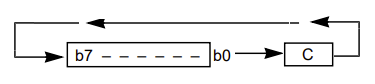 b7 – – – – – – b0 C